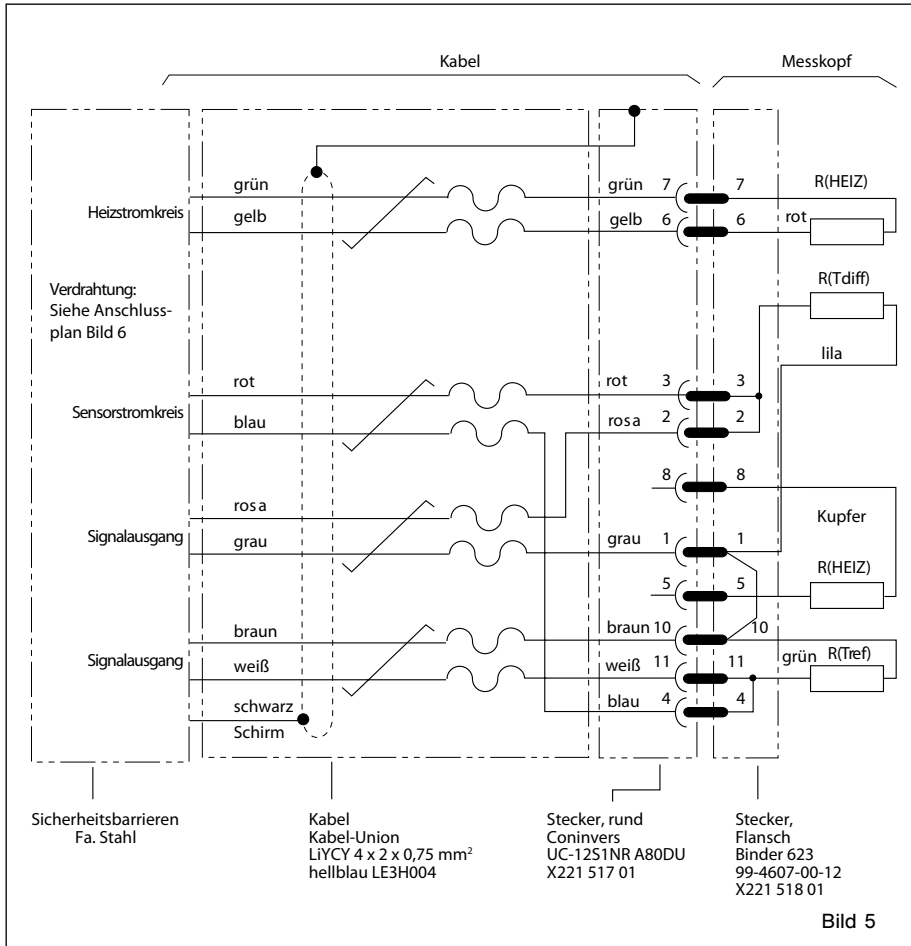 Kabel
Messkopf
grün
grün 7
7
R(HEIZ)
Heizstromkreis
gelb
gelb 6
6
rot
Verdrahtung:
Siehe Anschluss-
plan Bild 6
R(Tdiff)
lila
rot
rot 3
3
Sensorstromkreis
blau
rosa 2
2
8
8
rosa
Kupfer
Signalausgang
grau
grau 1
1
R(HEIZ)
5
5
braun
braun 10
10
Signalausgang
weiß
weiß 11
11
grün
R(Tref)
blau 4
4
schwarz
Schirm
Sicherheitsbarrieren
Fa. Stahl
Kabel
Kabel-Union
LiYCY 4 x 2 x 0,75 mm²
hellblau LE3H004
Stecker, rund
Coninvers
UC-12S1NR A80DU
X221 517 01
Stecker,
Flansch
Binder 623
99-4607-00-12
X221 518 01
Bild 5